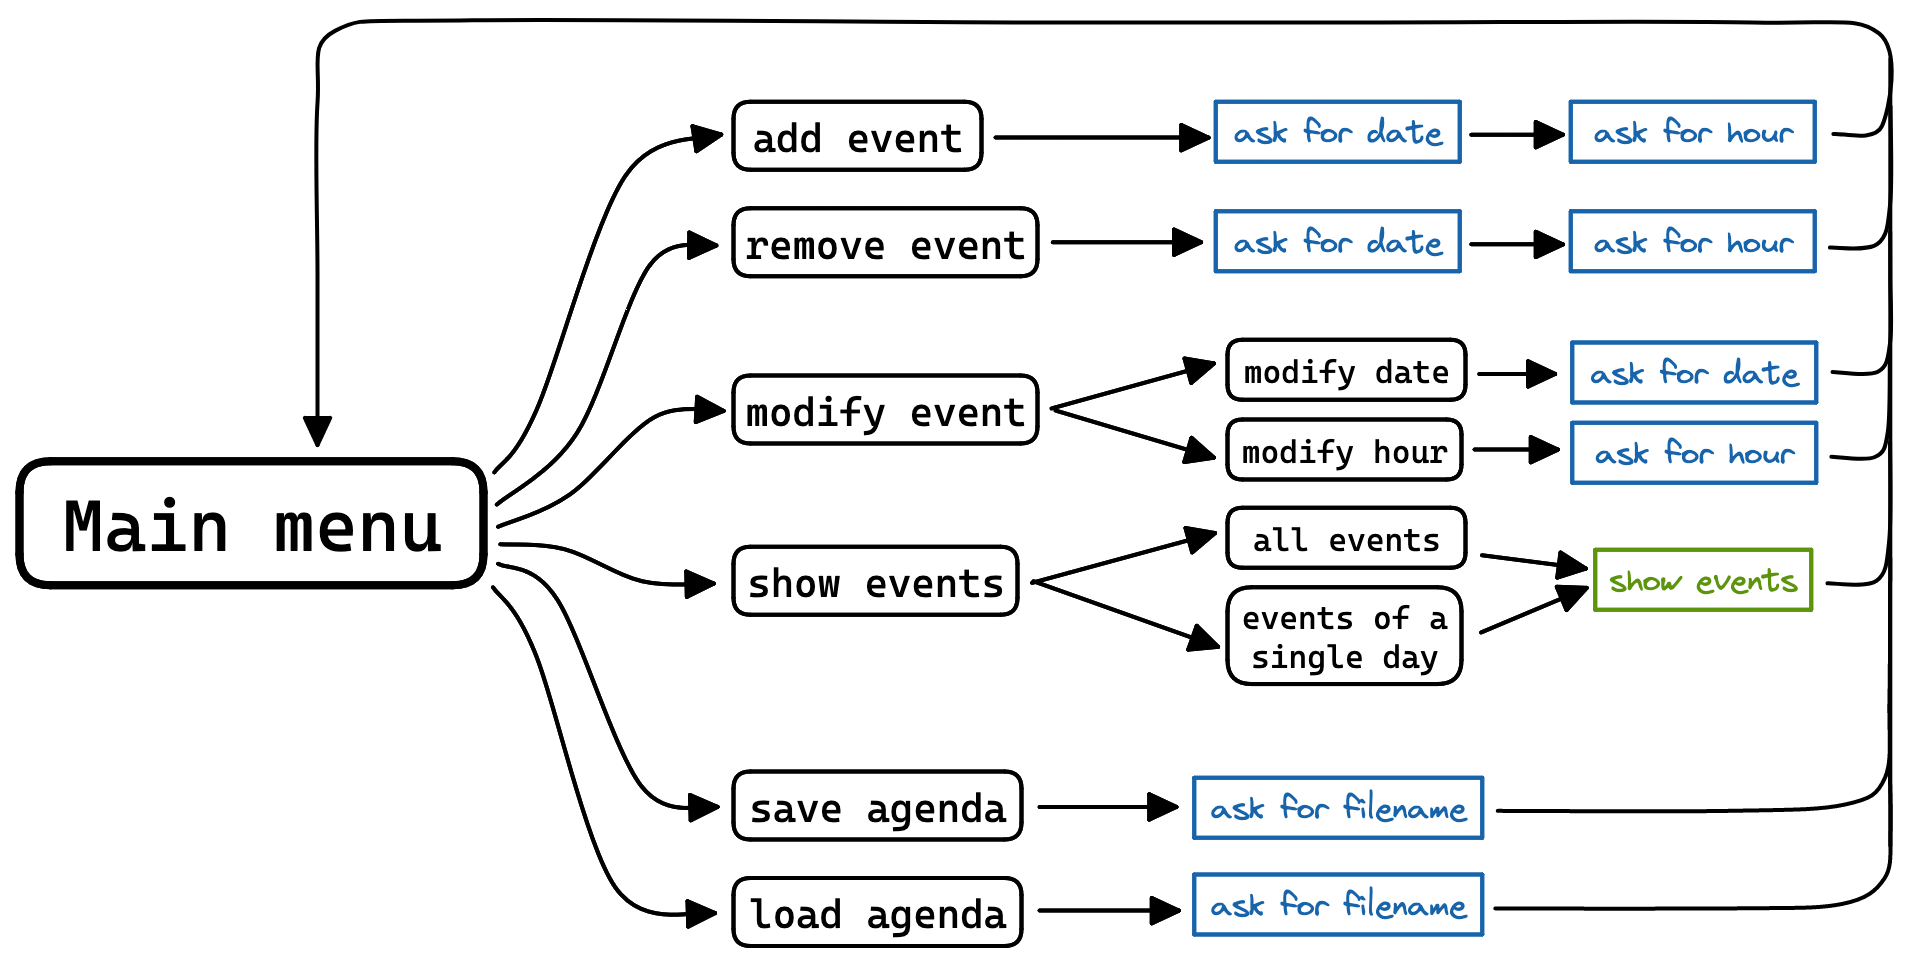 add event
ask for date
ask for hour
remove event
ask for date
ask for hour
modify event
modify date
ask for date
modify hour
ask for hour
Main menu
show events
all events
events of a
single day
show events
save agenda
ask for filename
load agenda
ask for filename